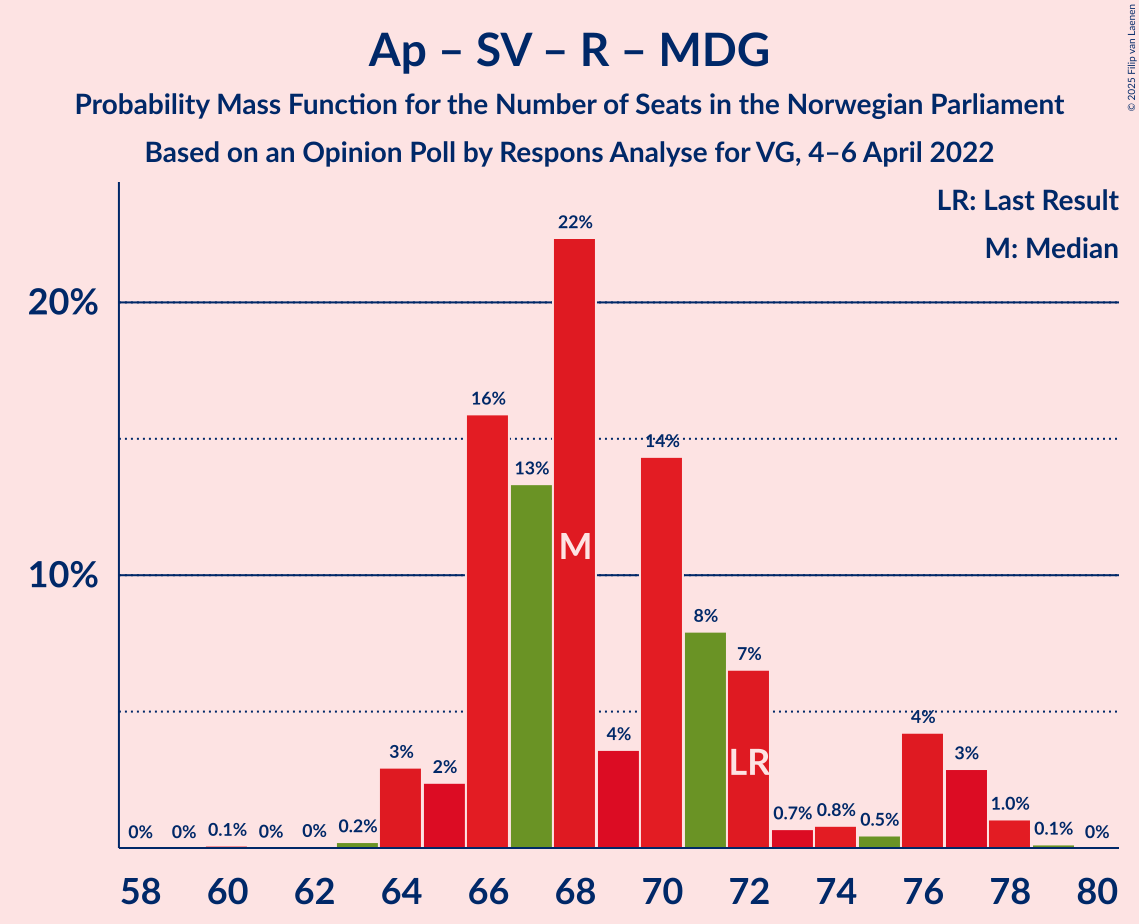 Ap – SV – R – MDG
Probability Mass Function for the Number of Seats in the Norwegian Parliament
Based on an Opinion Poll by Respons Analyse for VG, 4–6 April 2022
© 2025 Filip van Laenen
LR: Last Result
M: Median
20%
10%
0% 0% 0.1% 0% 0% 0.2% 3% 2% 16% 13% 22% 4% 14% 8% 7% 0.7% 0.8% 0.5% 4% 3% 1.0% 0.1% 0%
M
LR
58 60 62 64 66 68 70 72 74 76 78 80